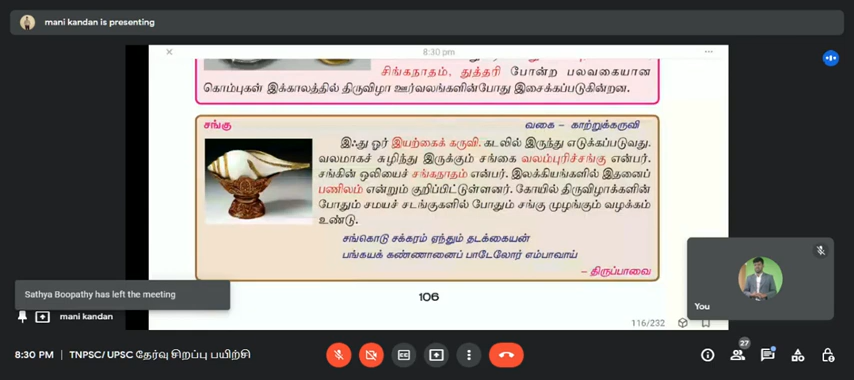 mani kandan is presenting
8:30 pm
சிங்கநாதம், துத்தரி போன்ற பலவகையான
கொம்புகள் இக்காலத்தில் திருவிழா ஊர்வலங்களின்போது இசைக்கப்படுகின்றன.
சங்கு
வகை – காற்றுக்கருவி
இஃது ஓர் இயற்கைக் கருவி. கடலில் இருந்து எடுக்கப்படுவது.
வலமாகச் சுழிந்து இருக்கும் சங்கை வலம்புரிச்சங்கு என்பர்.
சங்கின் ஒலியைச் சங்கநாதம் என்பர். இலக்கியங்களில் இதனைப்
பணிலம் என்றும் குறிப்பிட்டுள்ளனர். கோயில் திருவிழாக்களின்
போதும் சமயச் சடங்குகளில் போதும் சங்கு முழங்கும் வழக்கம்
உண்டு.
சங்கொடு சக்கரம் ஏந்தும் தடக்கையன்
பங்கயக் கண்ணானைப் பாடேலோர் எம்பாவாய்
– திருப்பாவை
106
116/232
Sathya Boopathy has left the meeting
mani kandan
You
8:30 PM | TNPSC/ UPSC தேர்வு சிறப்பு பயிற்சி
27